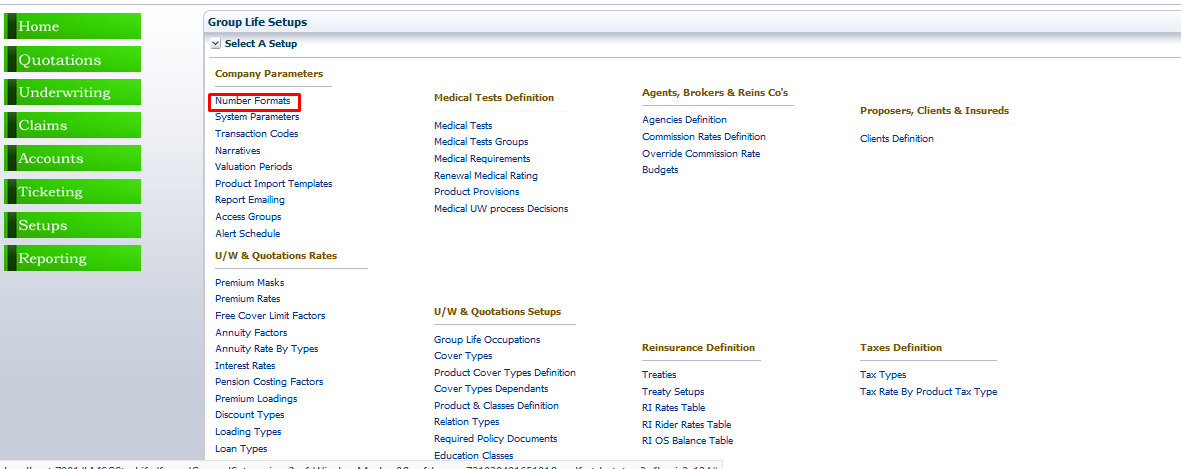 Home
Quotations
Underwriting
Claims
Accounts
Ticketing
Setups
Reporting
Group Life Setups
Select A Setup
Company Parameters
Number Formats
System Parameters
Transaction Codes
Narratives
Valuation Periods
Product Import Templates
Report Emailing
Access Groups
Alert Schedule
U/W & Quotations Rates
Premium Masks
Premium Rates
Free Cover Limit Factors
Annuity Factors
Annuity Rate By Types
Interest Rates
Pension Costing Factors
Premium Loadings
Discount Types
Loading Types
Loan Types
Medical Tests Definition
Medical Tests
Medical Tests Groups
Medical Requirements
Renewal Medical Rating
Product Provisions
Medical UW process Decisions
U/W & Quotations Setups
Group Life Occupations
Cover Types
Product Cover Types Definition
Cover Types Dependants
Product & Classes Definition
Relation Types
Required Policy Documents
Education Classes
Agents, Brokers & Reins Co's
Agencies Definition
Commission Rates Definition
Override Commission Rate
Budgets
Reinsurance Definition
Treaties
Treaty Setups
RI Rates Table
RI Rider Rates Table
RI OS Balance Table
Proposers, Clients & Insureds
Clients Definition
Taxes Definition
Tax Types
Tax Rate By Product Tax Type